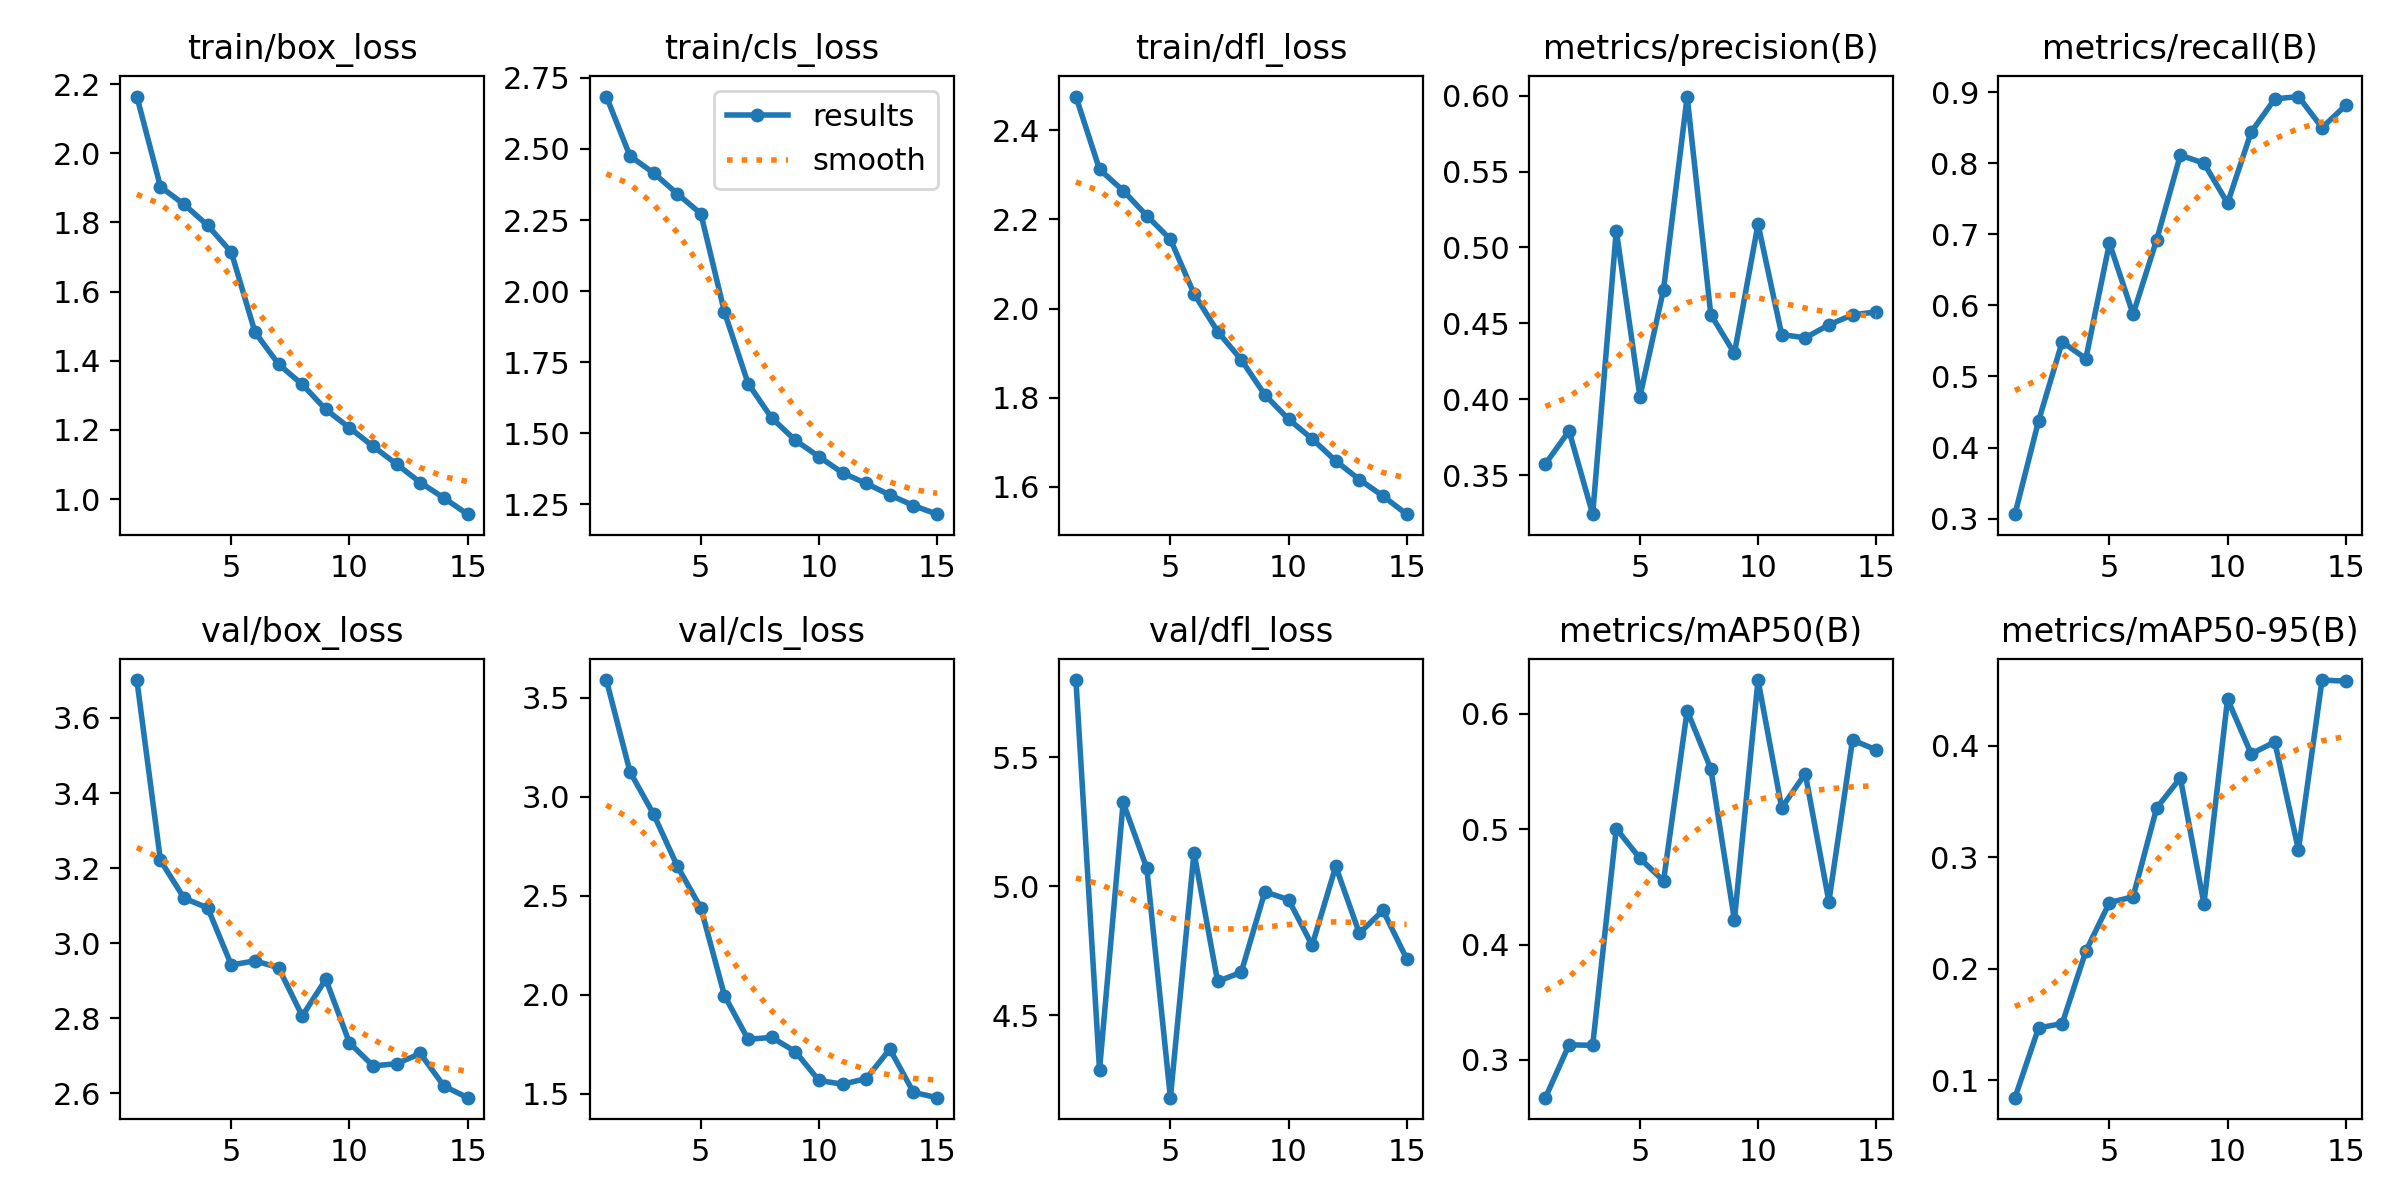 train/box_loss
2.2
2.0
1.8
1.6
1.4
1.2
1.0
5 10 15
train/cls_loss
2.75
2.50
2.25
2.00
1.75
1.50
1.25
results
smooth
5 10 15
train/dfl_loss
2.4
2.2
2.0
1.8
1.6
5 10 15
metrics/precision(B)
0.60
0.55
0.50
0.45
0.40
0.35
5 10 15
metrics/recall(B)
0.9
0.8
0.7
0.6
0.5
0.4
0.3
5 10 15
val/box_loss
3.6
3.4
3.2
3.0
2.8
2.6
5 10 15
val/cls_loss
3.5
3.0
2.5
2.0
1.5
5 10 15
val/dfl_loss
5.5
5.0
4.5
5 10 15
metrics/mAP50(B)
0.6
0.5
0.4
0.3
5 10 15
metrics/mAP50-95(B)
0.4
0.3
0.2
0.1
5 10 15